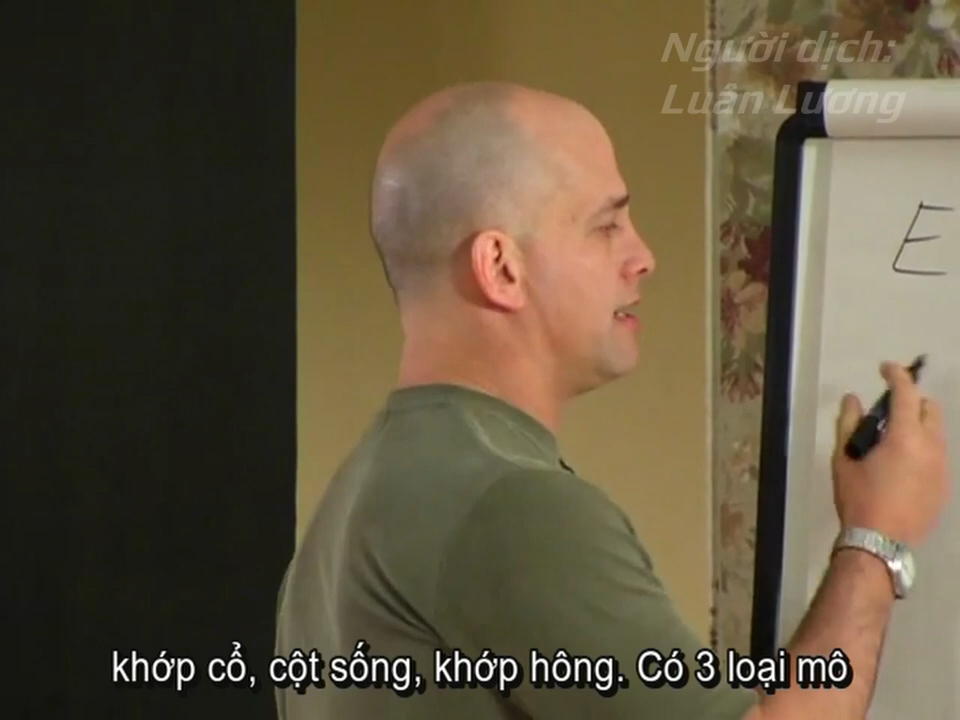 Người dịch:
Luân Lương
E
khớp cổ, cột sống, khớp hông. Có 3 loại mô